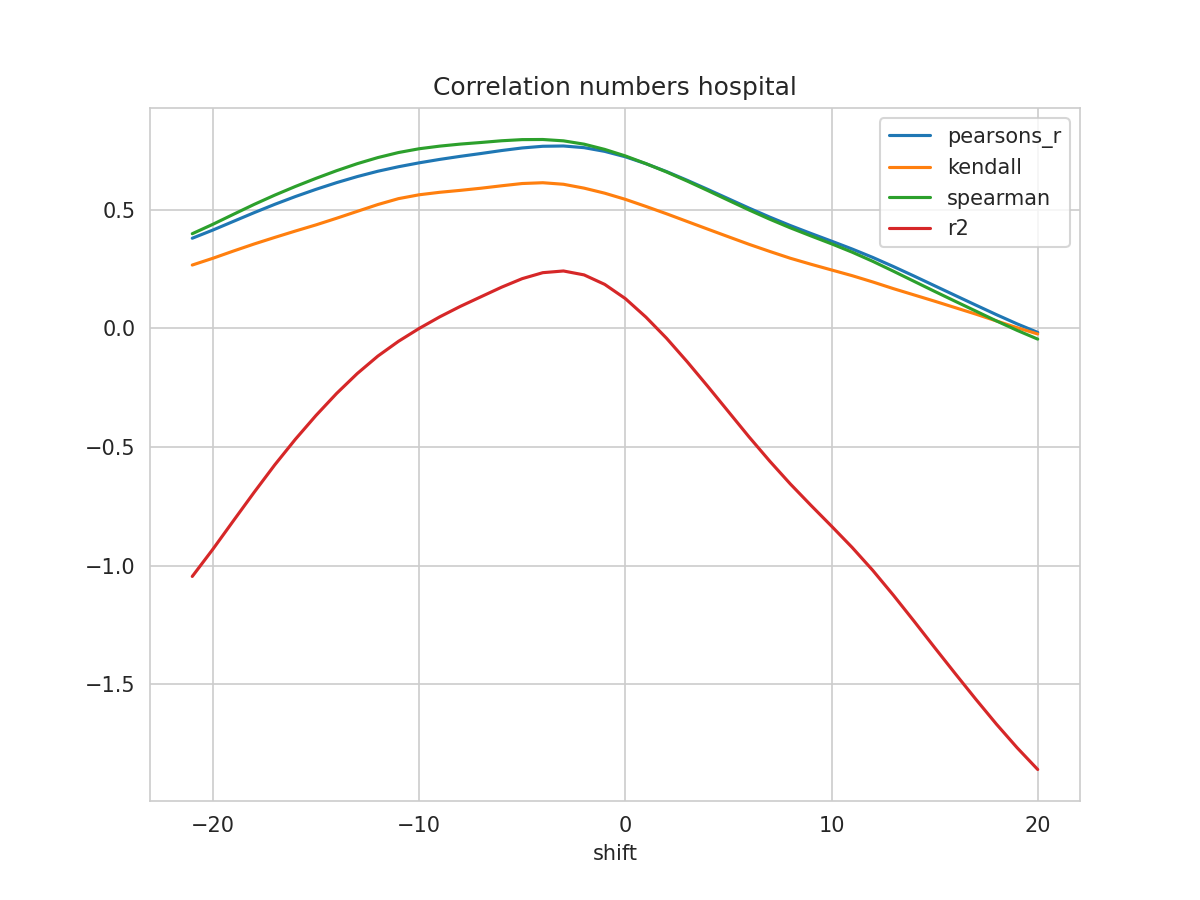 Correlation numbers hospital
pearsons_r
kendall
spearman
r2
0.5
0.0
−0.5
−1.0
−1.5
−20 −10 0 10 20
shift